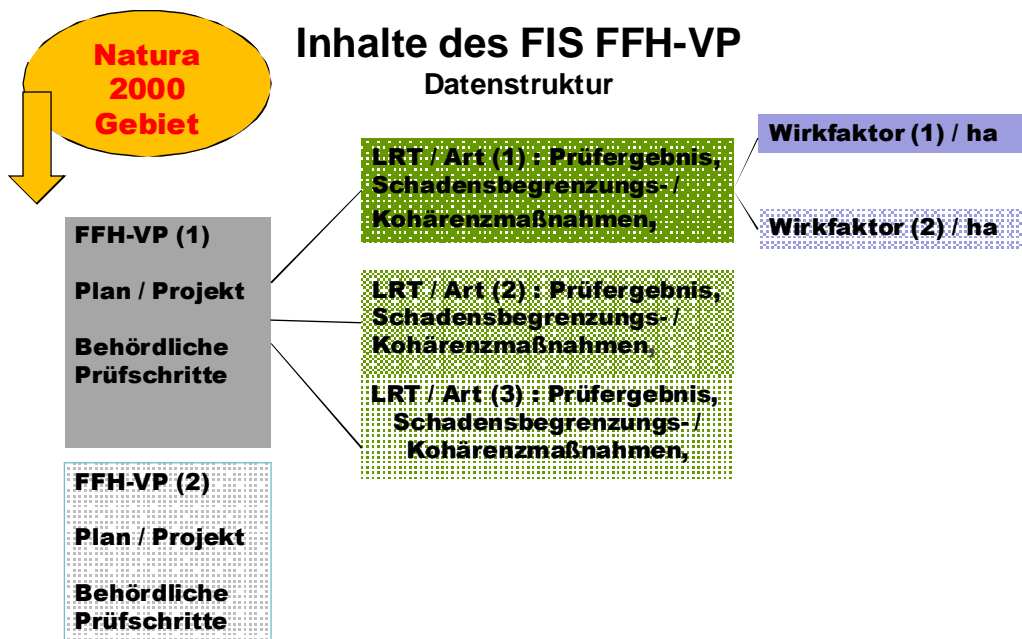 Natura
2000
Gebiet
Inhalte des FIS FFH-VP
Datenstruktur
FFH-VP (1)
Plan / Projekt
Behördliche
Prüfschritte
LRT / Art (1) : Prüfergebnis,
Schadensbegrenzungs- /
Kohärenzmaßnahmen,
Wirkfaktor (1) / ha
Wirkfaktor (2) / ha
LRT / Art (2) : Prüfergebnis,
Schadensbegrenzungs- /
Kohärenzmaßnahmen,
LRT / Art (3) : Prüfergebnis,
Schadensbegrenzungs- /
Kohärenzmaßnahmen,
FFH-VP (2)
Plan / Projekt
Behördliche
Prüfschritte